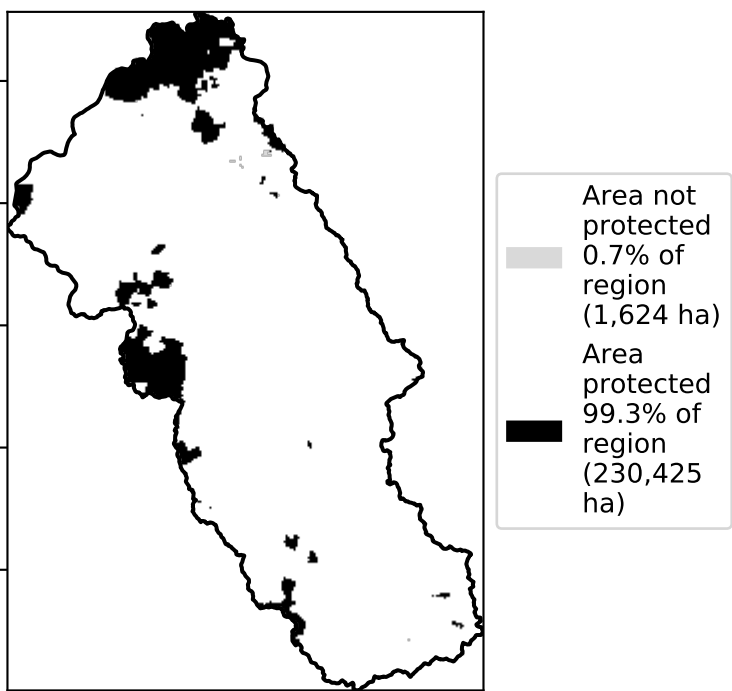 Area not
protected
0.7% of
region
(1,624 ha)
Area
protected
99.3% of
region
(230,425
ha)